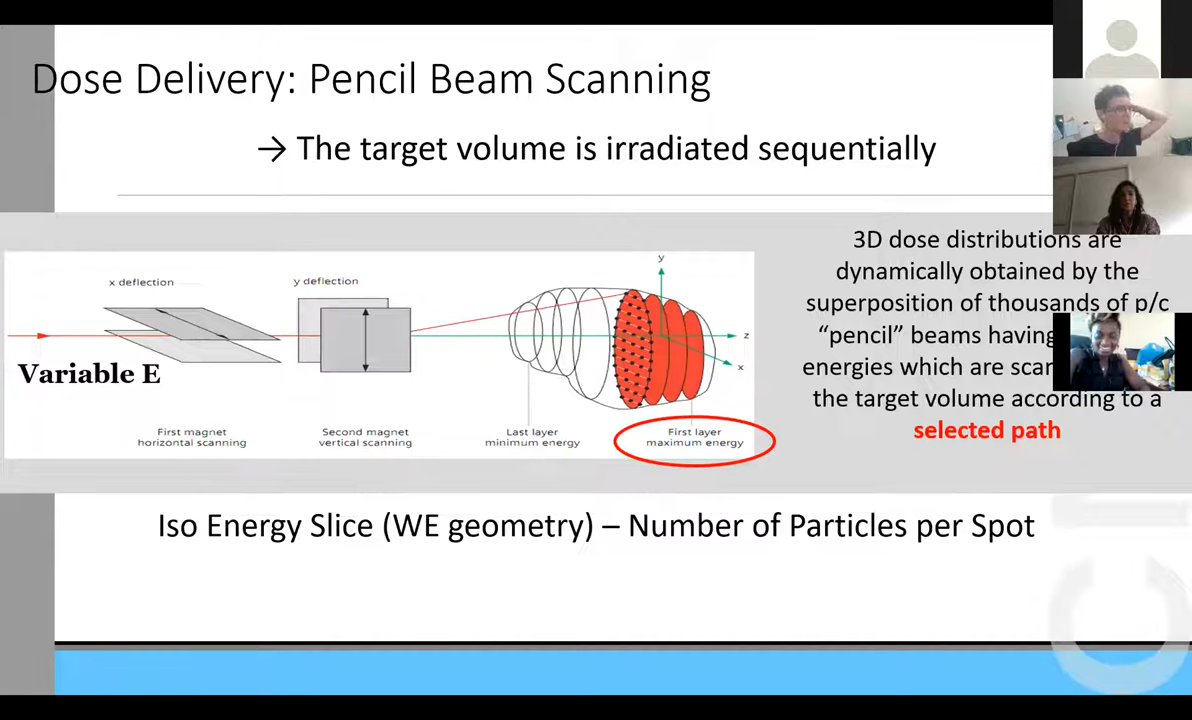 Dose Delivery: Pencil Beam Scanning
→ The target volume is irradiated sequentially
3D dose distributions are
dynamically obtained by the
superposition of thousands of p/c
“pencil” beams having
energies which are
the target volume according to a
selected path
x deflection
y deflection
y
z
x
Variable E
First magnet
horizontal scanning
Second magnet
vertical scanning
Last layer
minimum energy
First layer
maximum energy
Iso Energy Slice (WE geometry) – Number of Particles per Spot